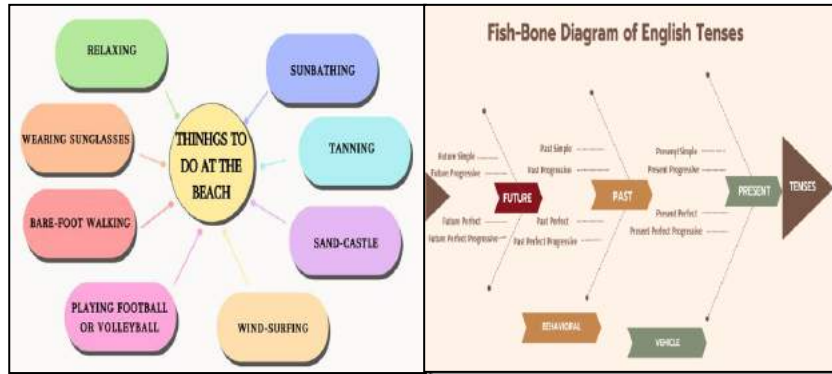 RELAXING
SUNBATHING
WEARING SUNGLASSES
THINHGS TO
DO AT THE
BEACH
TANNING
BARE-FOOT WALKING
SAND-CASTLE
PLAYING FOOTBALL
OR VOLLEYBALL
WIND-SURFING
Fish-Bone Diagram of English Tenses
Future Simple
Future Progressive
Past Simple
Past Progressive
Present Simple
Present Progressive
FUTURE
PAST
PRESENT
TENSES
Future Perfect
Future Perfect Progressive
Past Perfect
Past Perfect Progressive
Present Perfect
Present Perfect Progressive
BEHAVIORAL
VEHICLE